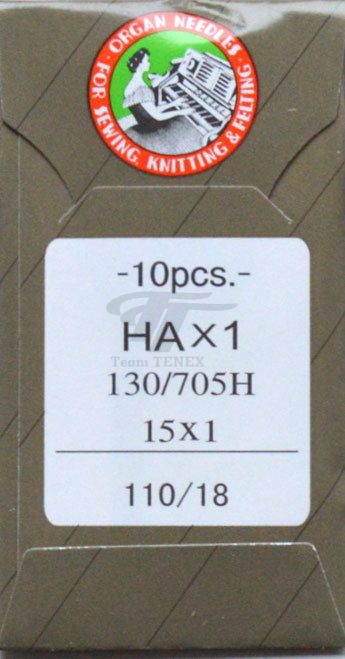 ORGAN NEEDLES
FOR SEWING, KNITTING & FELTING
-10pcs.-
HA×1
Team TENEX
130/705H
15×1
110/18